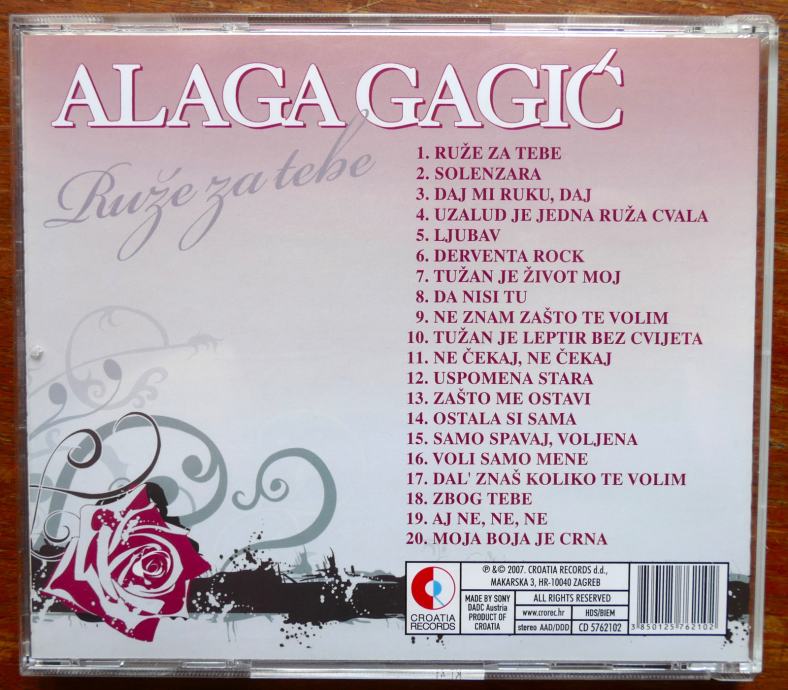 ALAGA GAGIĆ
Ruže za tebe
1. RUŽE ZA TEBE
2. SOLENZARA
3. DAJ MI RUKU, DAJ
4. UZALUD JE JEDNA RUŽA CVALA
5. LJUBAV
6. DERVENTA ROCK
7. TUŽAN JE ŽIVOT MOJ
8. DA NISI TU
9. NE ZNAM ZAŠTO TE VOLIM
10. TUŽAN JE LEPTIR BEZ CVIJETA
11. NE ČEKAJ, NE ČEKAJ
12. USPOMENA STARA
13. ZAŠTO ME OSTAVI
14. OSTALA SI SAMA
15. SAMO SPAVAJ, VOLJENA
16. VOLI SAMO MENE
17. DAL' ZNAŠ KOLIKO TE VOLIM
18. ZBOG TEBE
19. AJ NE, NE, NE
20. MOJA BOJA JE CRNA
CROATIA
RECORDS
℗ &© 2007. CROATIA RECORDS d.d.,
MAKARSKA 3, HR-10040 ZAGREB
MADE BY SONY
DADC Austria
PRODUCT OF
CROATIA
ALL RIGHTS RESERVED
www.crorec.hr
HDS/BIEM
stereo AAD/DDD
CD 5762102
3 850125 762102